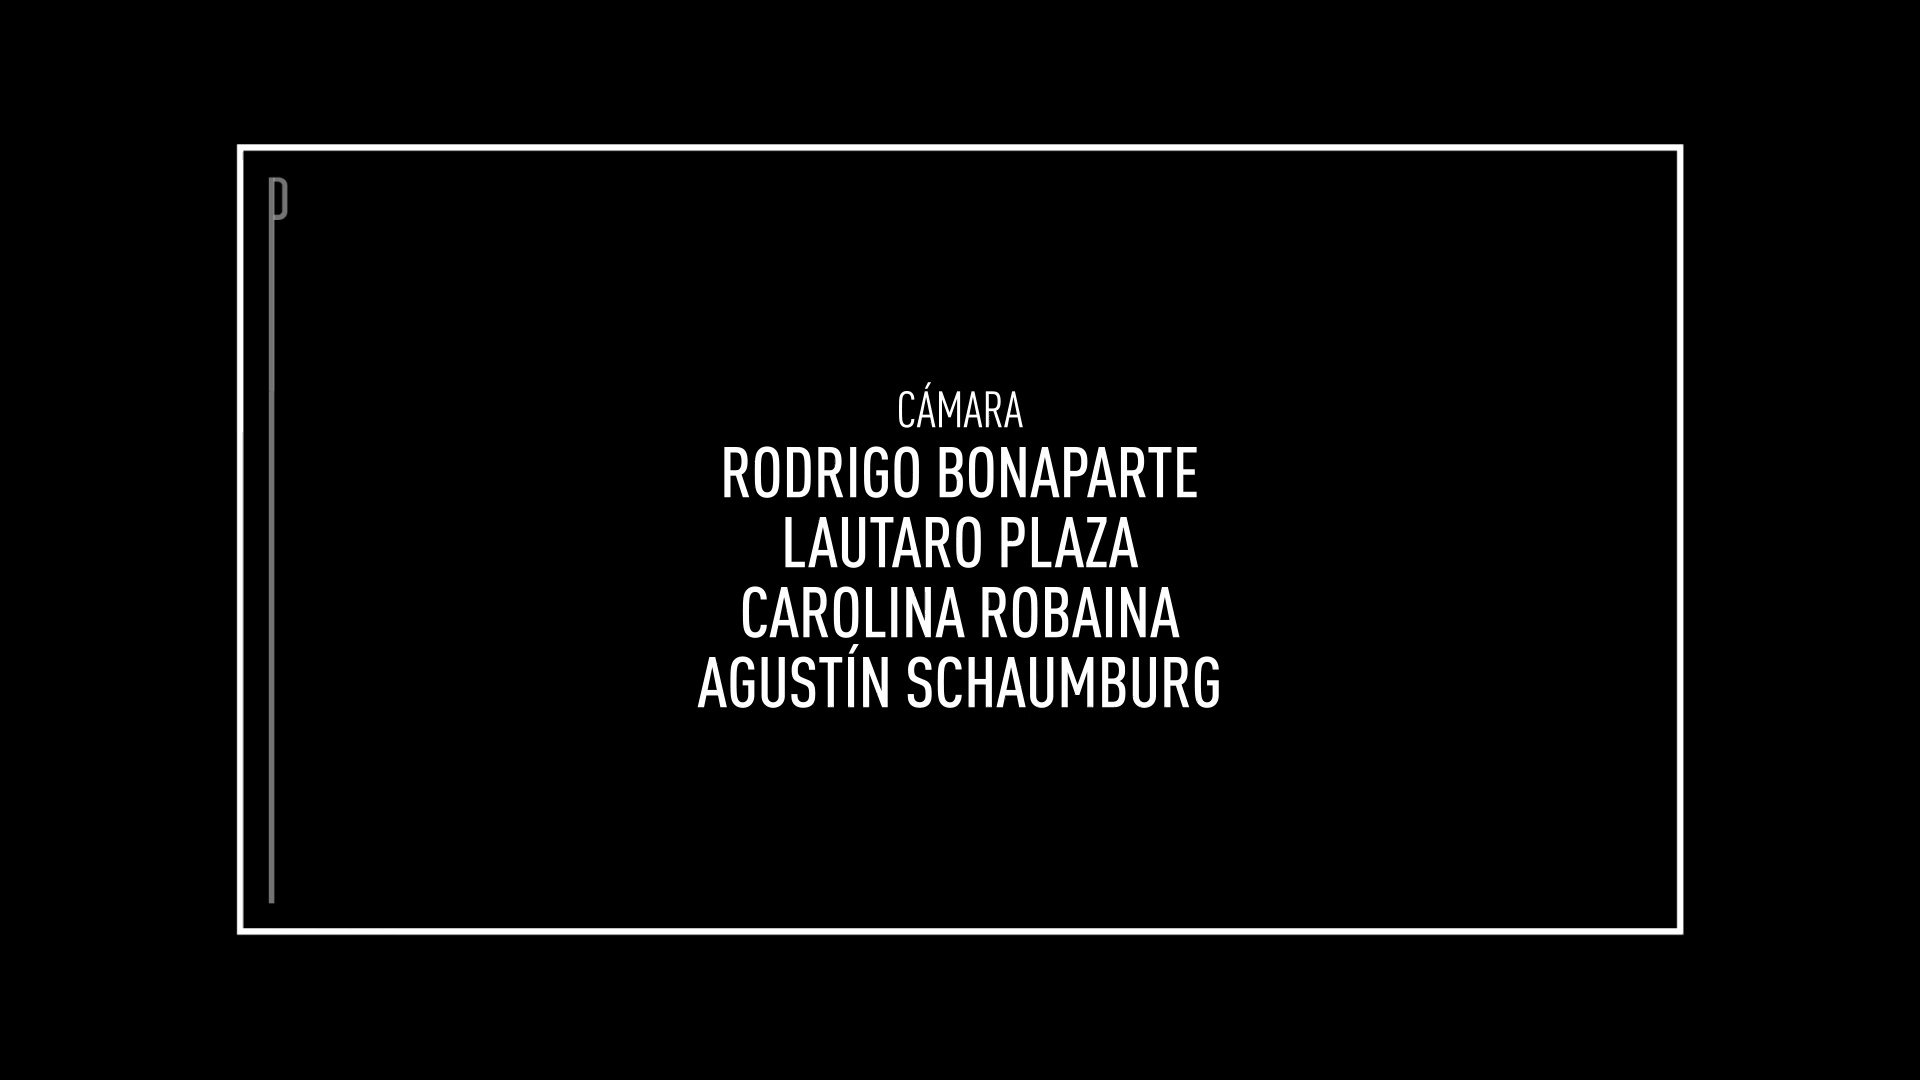 CÁMARA
RODRIGO BONAPARTE
LAUTARO PLAZA
CAROLINA ROBAINA
AGUSTÍN SCHAUMBURG